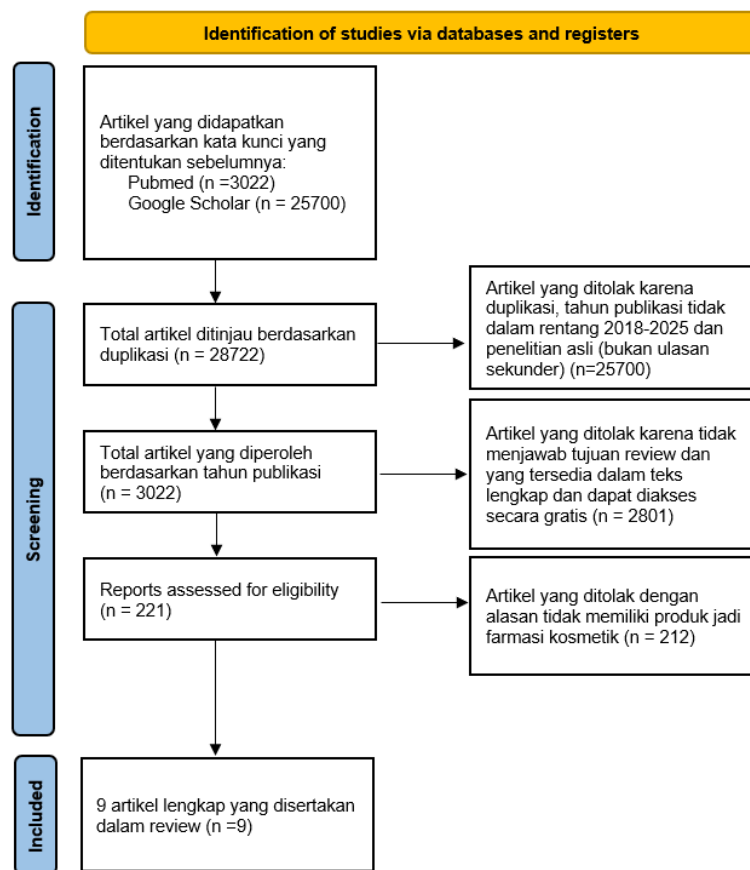 Identification of studies via databases and registers
Identification
Artikel yang didapatkan
berdasarkan kata kunci yang
ditentukan sebelumnya:
Pubmed (n =3022)
Google Scholar (n = 25700)
Screening
Total artikel ditinjau berdasarkan
duplikasi (n = 28722)
Artikel yang ditolak karena
duplikasi, tahun publikasi tidak
dalam rentang 2018-2025 dan
penelitian asli (bukan ulasan
sekunder) (n=25700)
Total artikel yang diperoleh
berdasarkan tahun publikasi
(n = 3022)
Artikel yang ditolak karena tidak
menjawab tujuan review dan
yang tersedia dalam teks
lengkap dan dapat diakses
secara gratis (n = 2801)
Reports assessed for eligibility
(n = 221)
Artikel yang ditolak dengan
alasan tidak memiliki produk jadi
farmasi kosmetik (n = 212)
Included
9 artikel lengkap yang disertakan
dalam review (n =9)